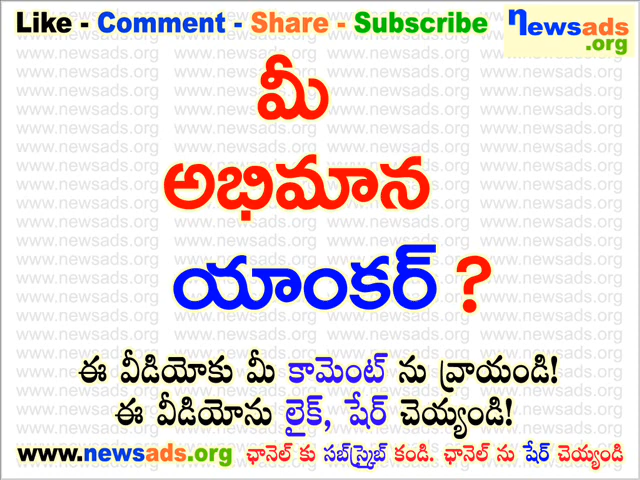 Like - Comment - Share - Subscribe
newsads
.org
మీ
అభిమాన
యాంకర్ ?
ఈ వీడియోకు మీ కామెంట్ ను వ్రాయండి!
ఈ వీడియోను లైక్, షేర్ చెయ్యండి!
www.newsads.org ఛానెల్ కు సబ్‌స్క్రైబ్ కండి. ఛానెల్ ను షేర్ చెయ్యండి